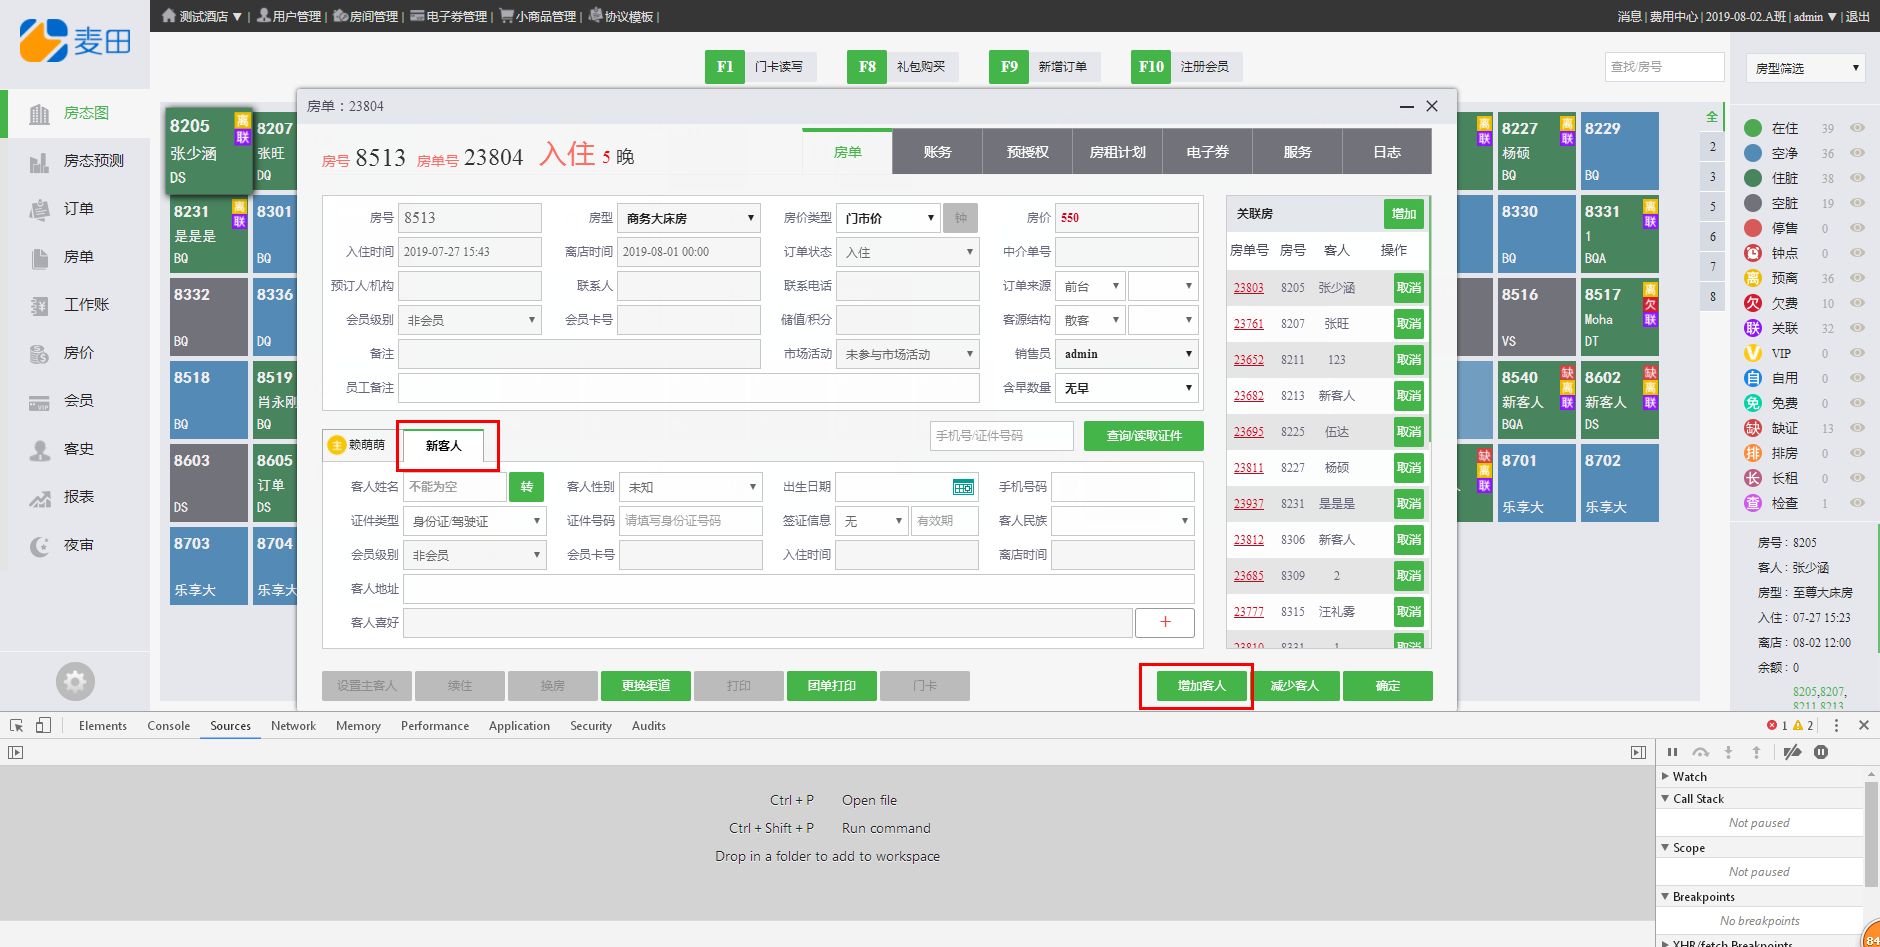 麦田
测试酒店 ▼ | 用户管理 | 房间管理 | 电子券管理 | 小商品管理 | 协议模板 |
消息 | 费用中心 | 2019-08-02.A班 | admin ▼ | 退出
F1 门卡读写
F8 礼包购买
F9 新增订单
F10 注册会员
查找/房号
房型筛选
房态图
房态预测
订单
房单
工作账
房价
会员
客史
报表
夜审
8205 离 联
张少涵
DS
8207
张旺
DQ
8231 离 联
是是是
BQ
8301
BQ
8332
BQ
8336
DQ
8518
BQ
8519
肖永刚
BQ
8603
DS
8605
订单
DS
8703
乐享大
8704
乐享大
房单：23804
房号 8513 房单号 23804 入住 5 晚
房单 账务 预授权 房租计划 电子券 服务 日志
房号 8513 房型 商务大床房 房价类型 门市价 钟 房价 550
入住时间 2019-07-27 15:43 离店时间 2019-08-01 00:00 订单状态 入住 中介单号
预订人/机构 联系人 联系电话 订单来源 前台
会员级别 非会员 会员卡号 储值/积分 客源结构 散客
备注 市场活动 未参与市场活动 销售员 admin
员工备注 含早数量 无早
主 赖萌萌 新客人 手机号/证件号码 查询/读取证件
客人姓名 不能为空 转 客人性别 未知 出生日期 手机号码
证件类型 身份证/驾驶证 证件号码 请填写身份证号码 签证信息 无 有效期 客人民族
会员级别 非会员 会员卡号 入住时间 离店时间
客人地址
客人喜好 +
设置主客人 续住 换房 更换渠道 打印 团单打印 门卡 增加客人 减少客人 确定
关联房 增加
房单号 房号 客人 操作
23803 8205 张少涵 取消
23761 8207 张旺 取消
23652 8211 123 取消
23682 8213 新客人 取消
23695 8225 伍达 取消
23811 8227 杨硕 取消
23937 8231 是是是 取消
23812 8306 新客人 取消
23685 8309 2 取消
23777 8315 汪礼雾 取消
23810 8331 1 取消
离 联
8227 离 联
杨硕
BQ
8229
BQ
8330
BQ
8331 离 联
1
BQA
8516
VS
8517 离 欠 联
Moha
DT
8540 缺 离 联
新客人
BQA
8602 缺 离 联
新客人
DS
缺 离 联
8701
乐享大
8702
乐享大
全
2
3
5
6
7
8
在住 39
空净 36
住脏 38
空脏 19
停售 0
钟点 0
离 预离 36
欠 欠费 10
联 关联 32
V VIP 0
自 自用 0
免 免费 0
缺 缺证 13
排 排房 0
长 长租 0
查 检查 1
房号：8205
客人：张少涵
房型：至尊大床房
入住：07-27 15:23
离店：08-02 12:00
余额：0
8205,8207,
8211,8213
Elements Console Sources Network Memory Performance Application Security Audits
1 2
Ctrl + P Open file
Ctrl + Shift + P Run command
Drop in a folder to add to workspace
Watch
Call Stack
Not paused
Scope
Not paused
Breakpoints
No breakpoints
XHR/fetch Breakpoints
84